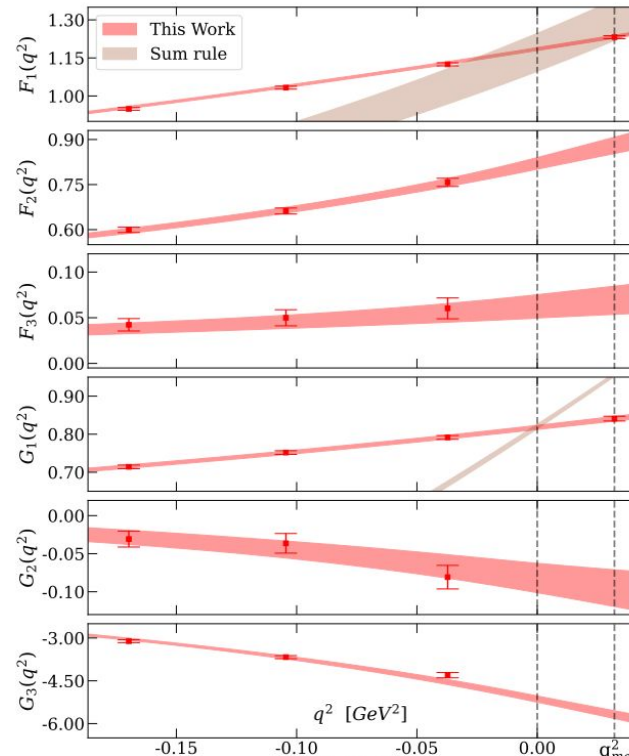 This Work
Sum rule
1.30
1.15
1.00
F₁(q²)
0.90
0.75
0.60
F₂(q²)
0.10
0.05
0.00
F₃(q²)
0.90
0.80
0.70
G₁(q²)
0.00
-0.05
-0.10
G₂(q²)
-3.00
-4.50
-6.00
G₃(q²)
q² [GeV²]
-0.15 -0.10 -0.05 0.00